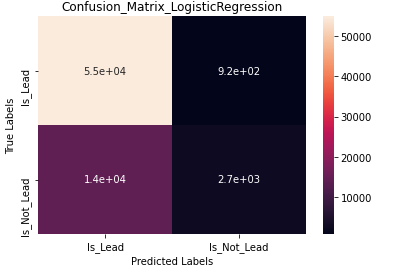 Confusion_Matrix_LogisticRegression
True Labels
Is_Lead
5.5e+04
9.2e+02
Is_Not_Lead
1.4e+04
2.7e+03
Is_Lead
Is_Not_Lead
Predicted Labels
50000
40000
30000
20000
10000